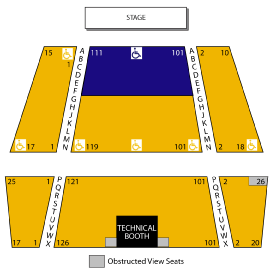 STAGE
15 1 A 111 101 A 2 10
B B
C C
D D
E E
F F
G G
H H
J J
K K
L L
M M
17 1 N 119 101 N 2 18
25 1 P 121 101 P 2 26
Q Q
R R
S S
T T
U U
V V
W W
17 1 X 126 101 X 2 20
TECHNICAL
BOOTH
Obstructed View Seats